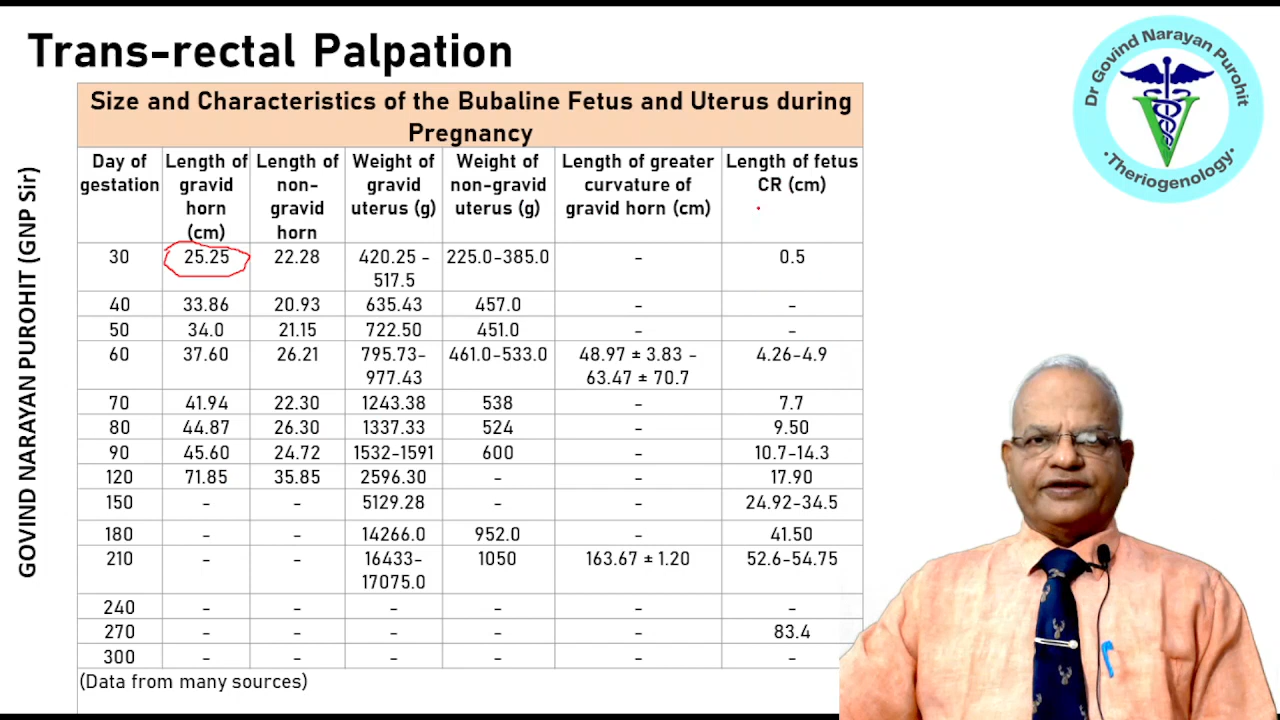 Trans-rectal Palpation
Dr Govind Narayan Purohit
•Theriogenology•
GOVIND NARAYAN PUROHIT (GNP Sir)
Size and Characteristics of the Bubaline Fetus and Uterus during
Pregnancy
Day of gestation Length of gravid horn (cm) Length of non-gravid horn Weight of gravid uterus (g) Weight of non-gravid uterus (g) Length of greater curvature of gravid horn (cm) Length of fetus CR (cm)
30 25.25 22.28 420.25 - 517.5 225.0-385.0 - 0.5
40 33.86 20.93 635.43 457.0 - -
50 34.0 21.15 722.50 451.0 - -
60 37.60 26.21 795.73-977.43 461.0-533.0 48.97 ± 3.83 - 63.47 ± 70.7 4.26-4.9
70 41.94 22.30 1243.38 538 - 7.7
80 44.87 26.30 1337.33 524 - 9.50
90 45.60 24.72 1532-1591 600 - 10.7-14.3
120 71.85 35.85 2596.30 - - 17.90
150 - - 5129.28 - - 24.92-34.5
180 - - 14266.0 952.0 - 41.50
210 - - 16433-17075.0 1050 163.67 ± 1.20 52.6-54.75
240 - - - - - -
270 - - - - - 83.4
300 - - - - - -
(Data from many sources)